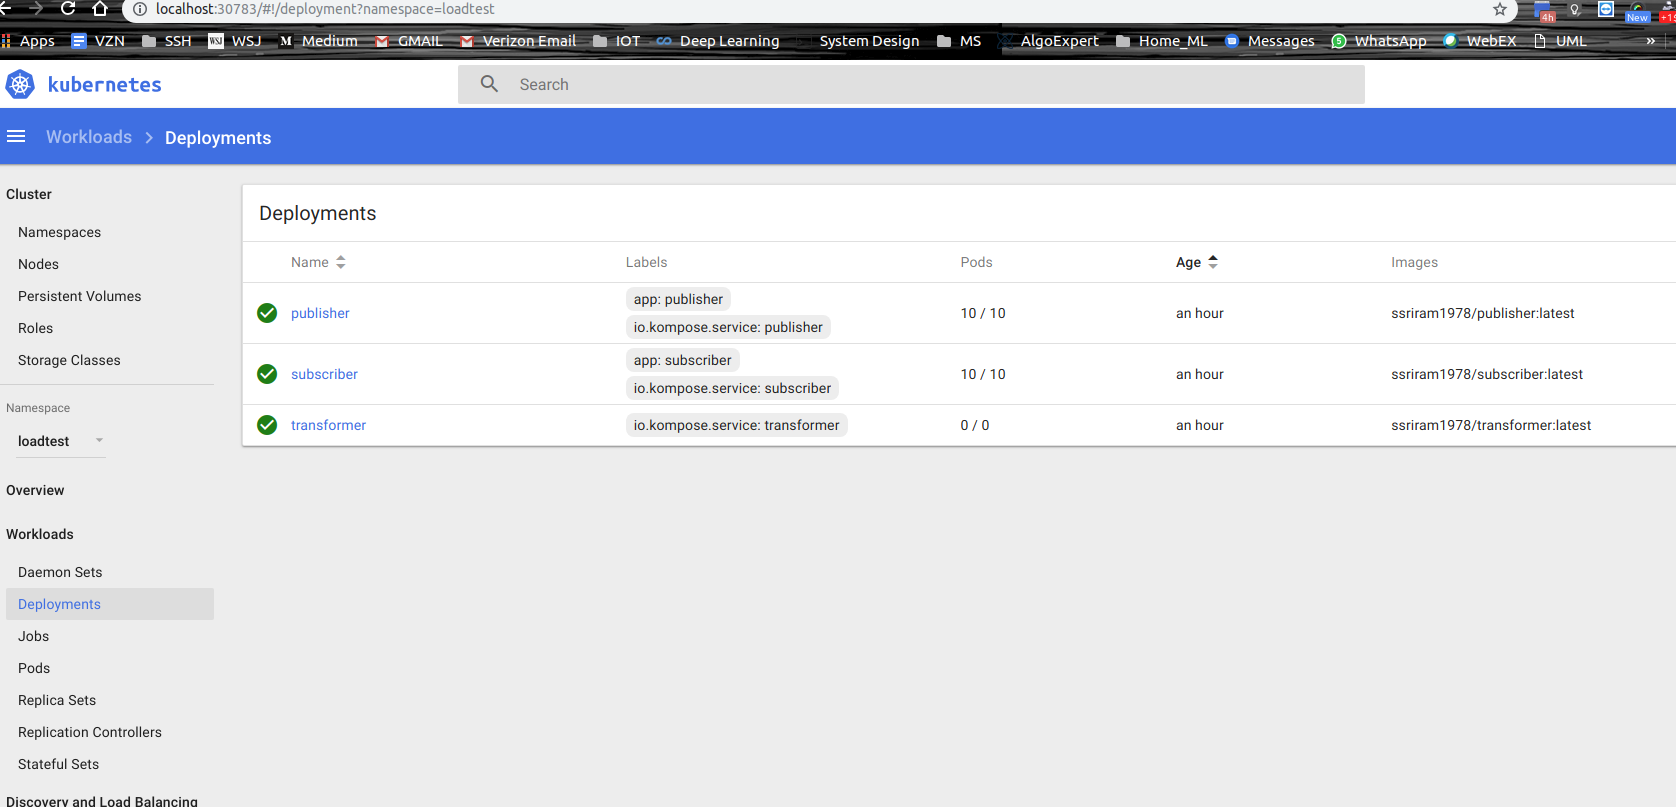 localhost:30783/#!/deployment?namespace=loadtest
4h New +1
Apps VZN SSH WSJ WSJ M Medium GMAIL Verizon Email IOT Deep Learning System Design MS AlgoExpert Home_ML Messages 5 WhatsApp WebEX UML »
kubernetes Search
Workloads > Deployments
Cluster
Namespaces
Nodes
Persistent Volumes
Roles
Storage Classes
Namespace
loadtest
Overview
Workloads
Daemon Sets
Deployments
Jobs
Pods
Replica Sets
Replication Controllers
Stateful Sets
Discovery and Load Balancing
Deployments
Name Labels Pods Age Images
publisher app: publisher 10 / 10 an hour ssriram1978/publisher:latest
io.kompose.service: publisher
subscriber app: subscriber 10 / 10 an hour ssriram1978/subscriber:latest
io.kompose.service: subscriber
transformer io.kompose.service: transformer 0 / 0 an hour ssriram1978/transformer:latest